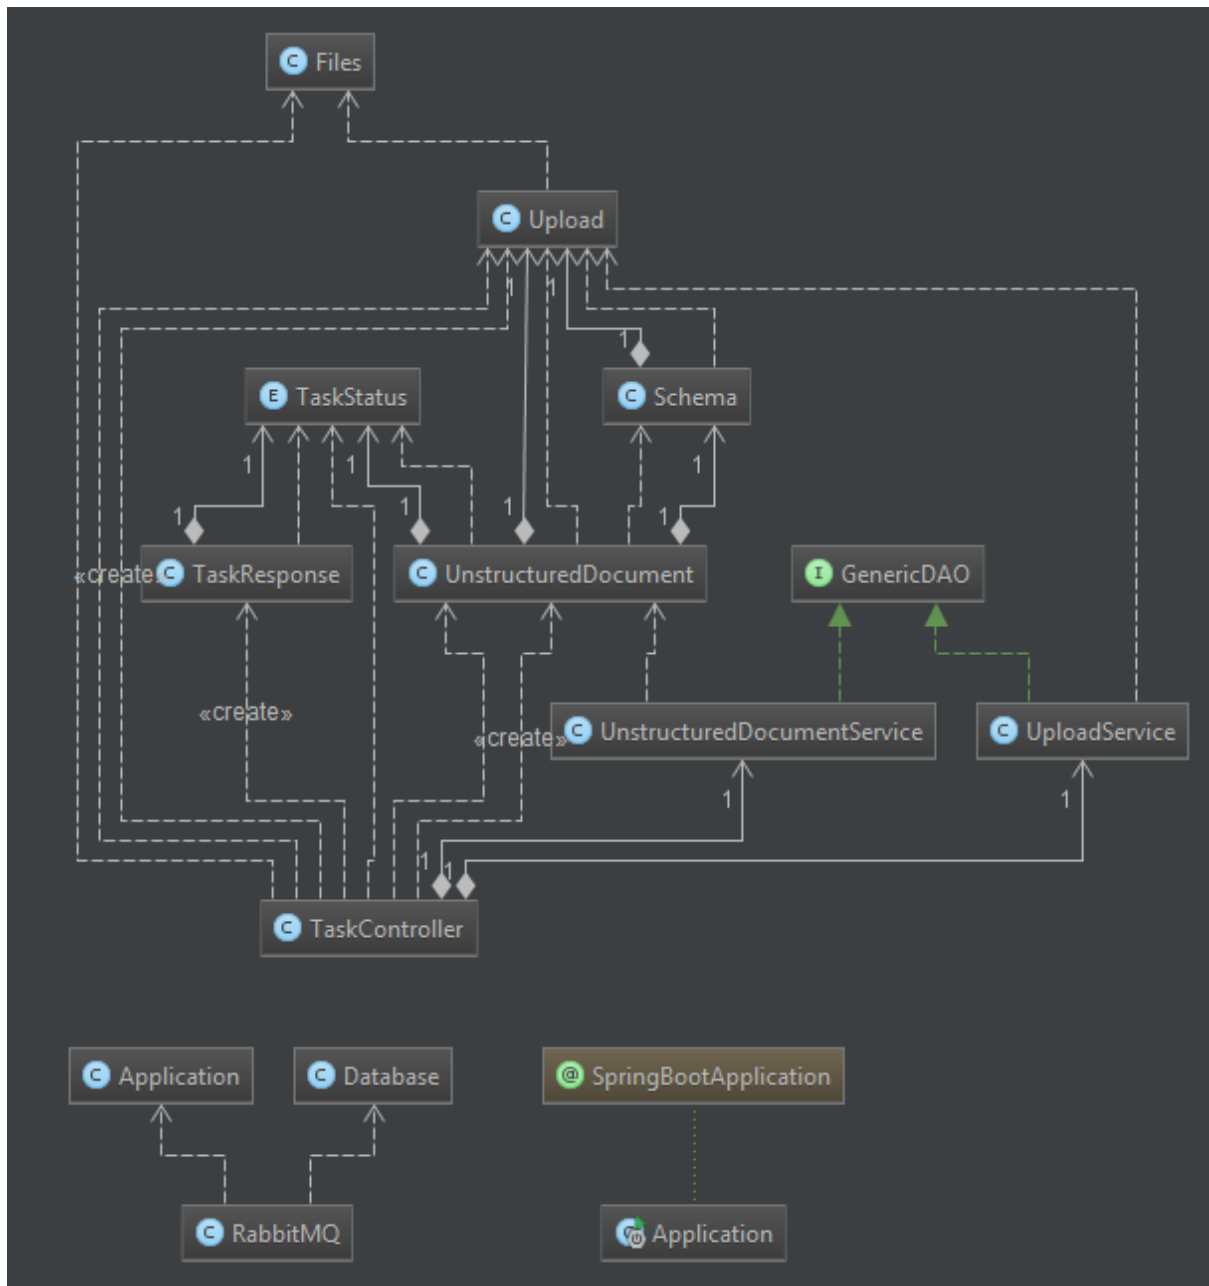 C Files
C Upload
1 1
1
E TaskStatus
C Schema
1 1 1
1 1 1
«create»
C TaskResponse
C UnstructuredDocument
I GenericDAO
«create»
«create»
C UnstructuredDocumentService
C UploadService
1 1
1 1
C TaskController
C Application
C Database
@ SpringBootApplication
C RabbitMQ
Application